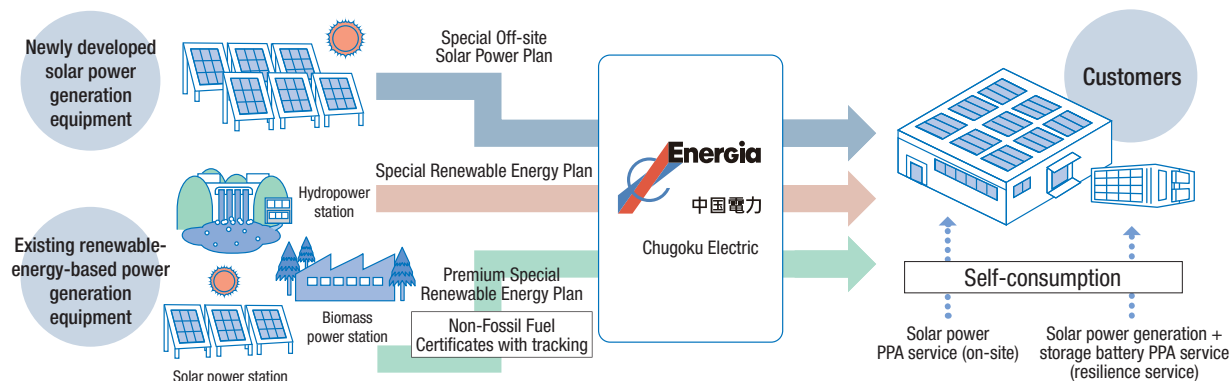 Newly developed
solar power
generation
equipment
Special Off-site
Solar Power Plan
Customers
Energia
中国電力
Chugoku Electric
Special Renewable Energy Plan
Hydropower
station
Existing renewable-
energy-based power
generation
equipment
Biomass
power station
Solar power station
Premium Special
Renewable Energy Plan
Non-Fossil Fuel
Certificates with tracking
Self-consumption
Solar power
PPA service (on-site)
Solar power generation +
storage battery PPA service
(resilience service)